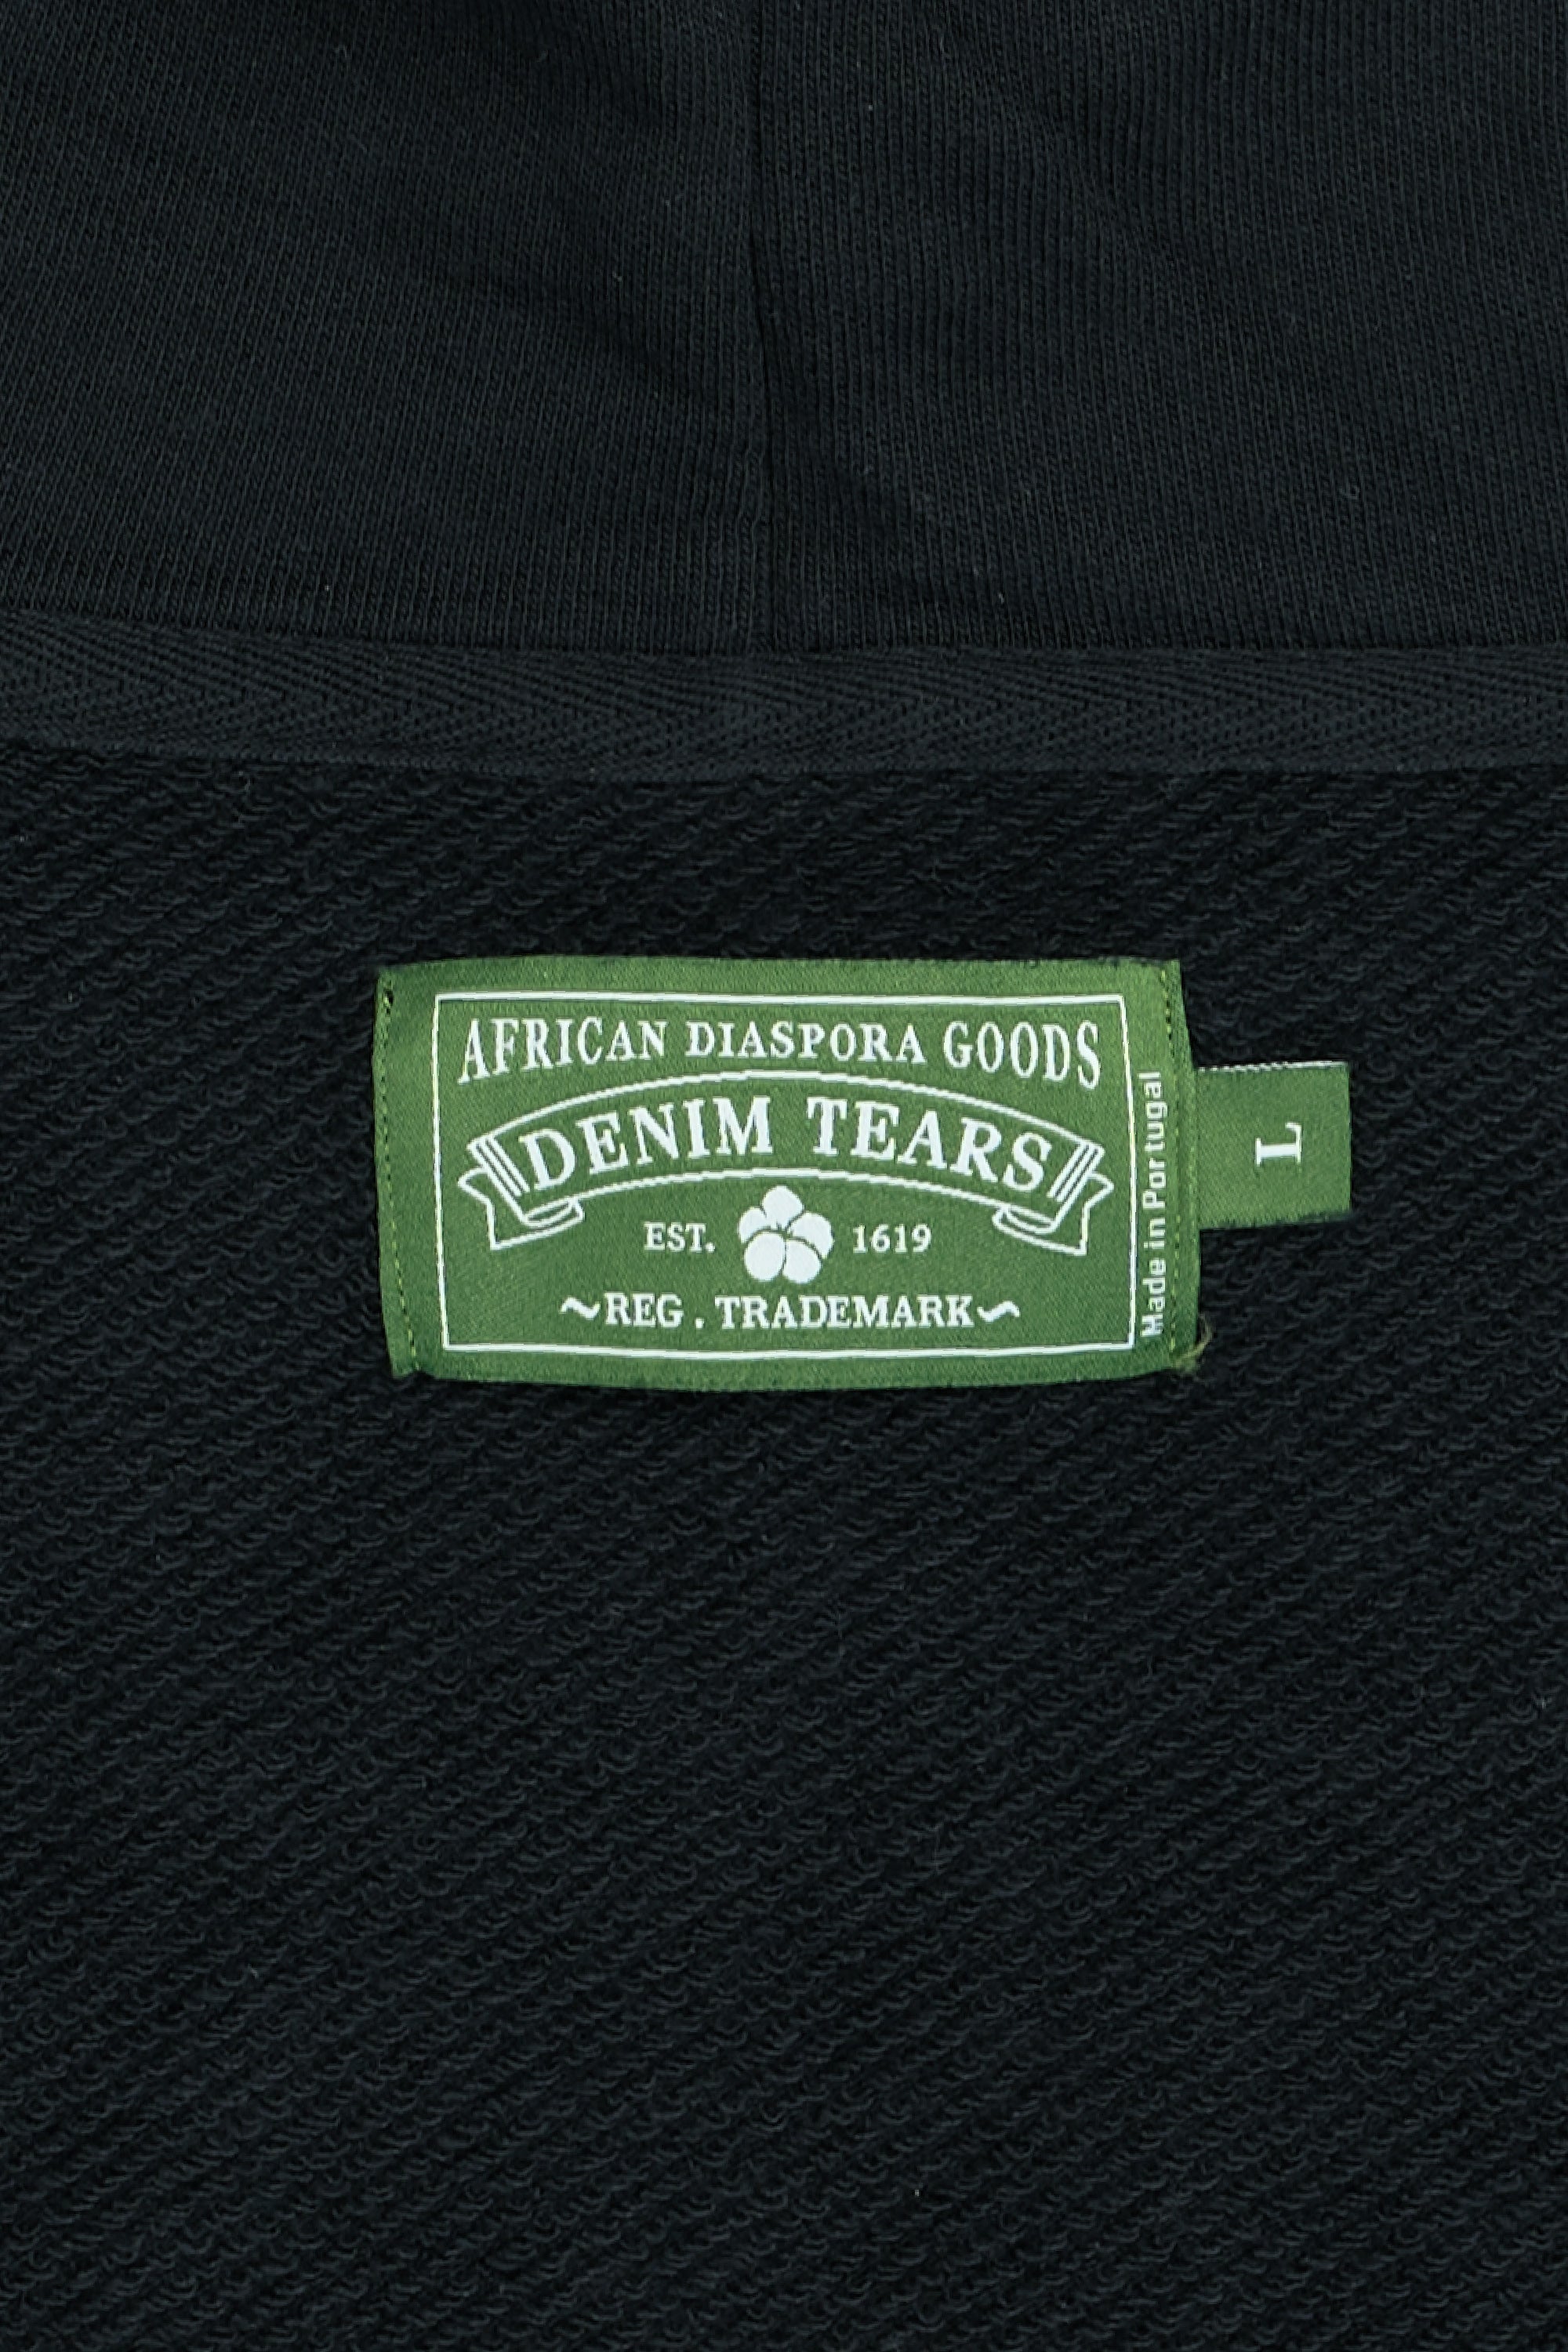 AFRICAN DIASPORA GOODS
DENIM TEARS
EST. 1619
~REG. TRADEMARK~
Made in Portugal
L